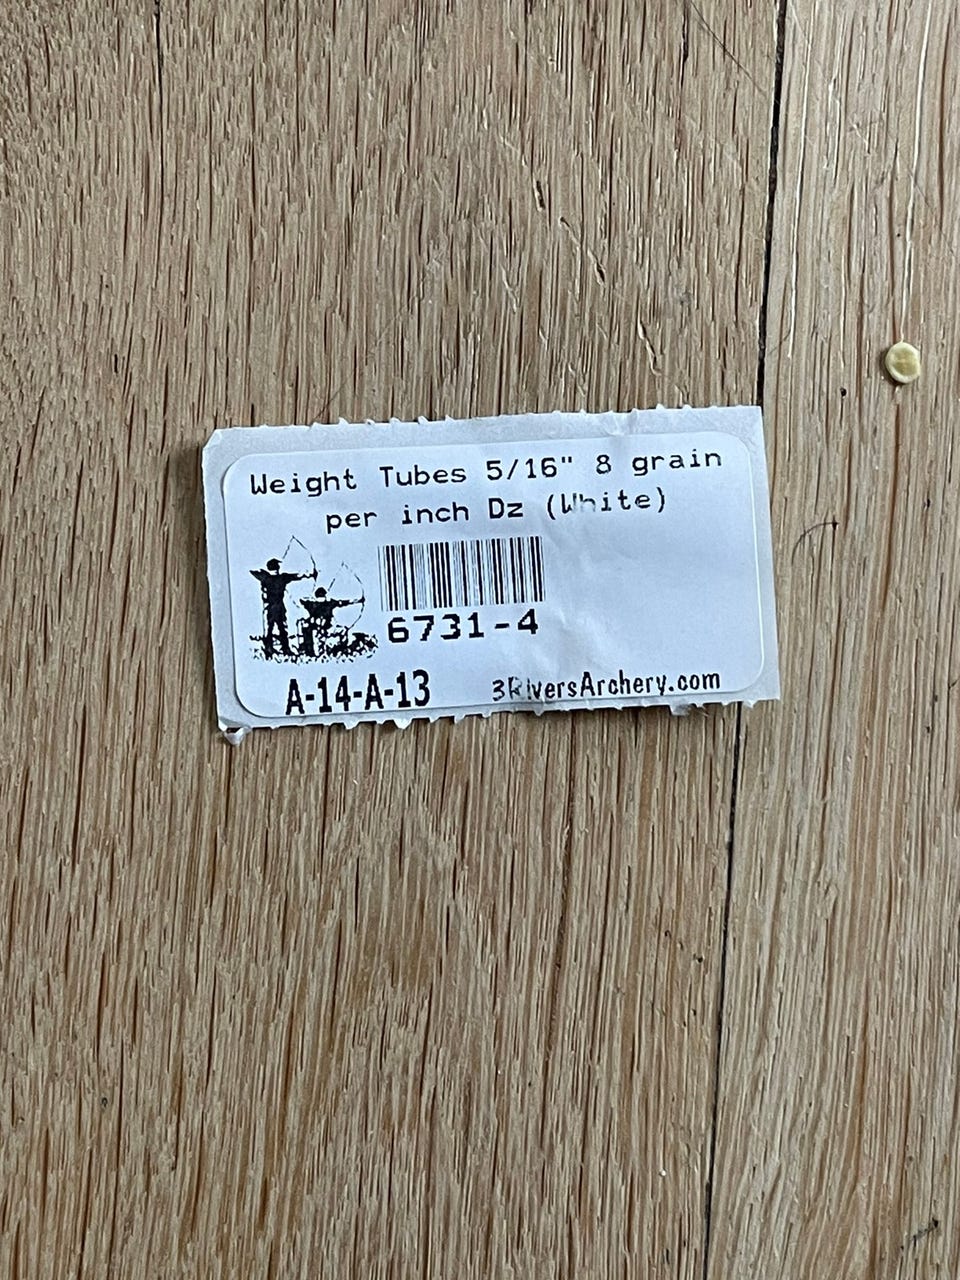 Weight Tubes 5/16" 8 grain
per inch Dz (White)
6731-4
A-14-A-13
3RiversArchery.com